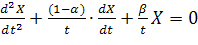 d²X/dt² + (1-α)/t · dX/dt + β/t X = 0